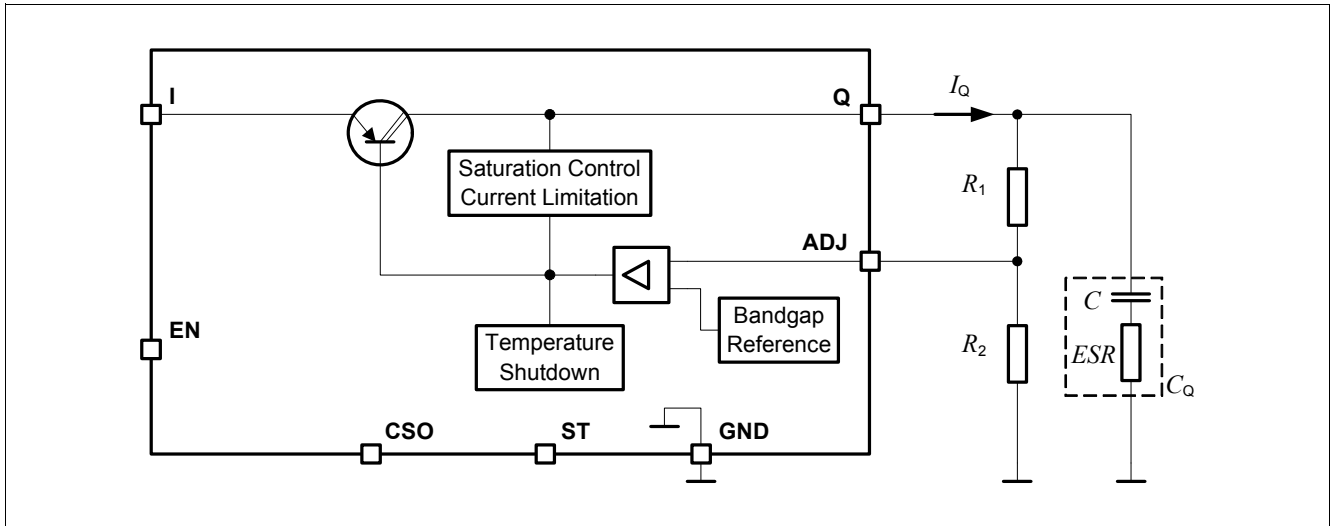 I
Q
I_Q
Saturation Control
Current Limitation
R_1
ADJ
C
Bandgap
Reference
EN
Temperature
Shutdown
R_2
ESR
C_Q
CSO
ST
GND